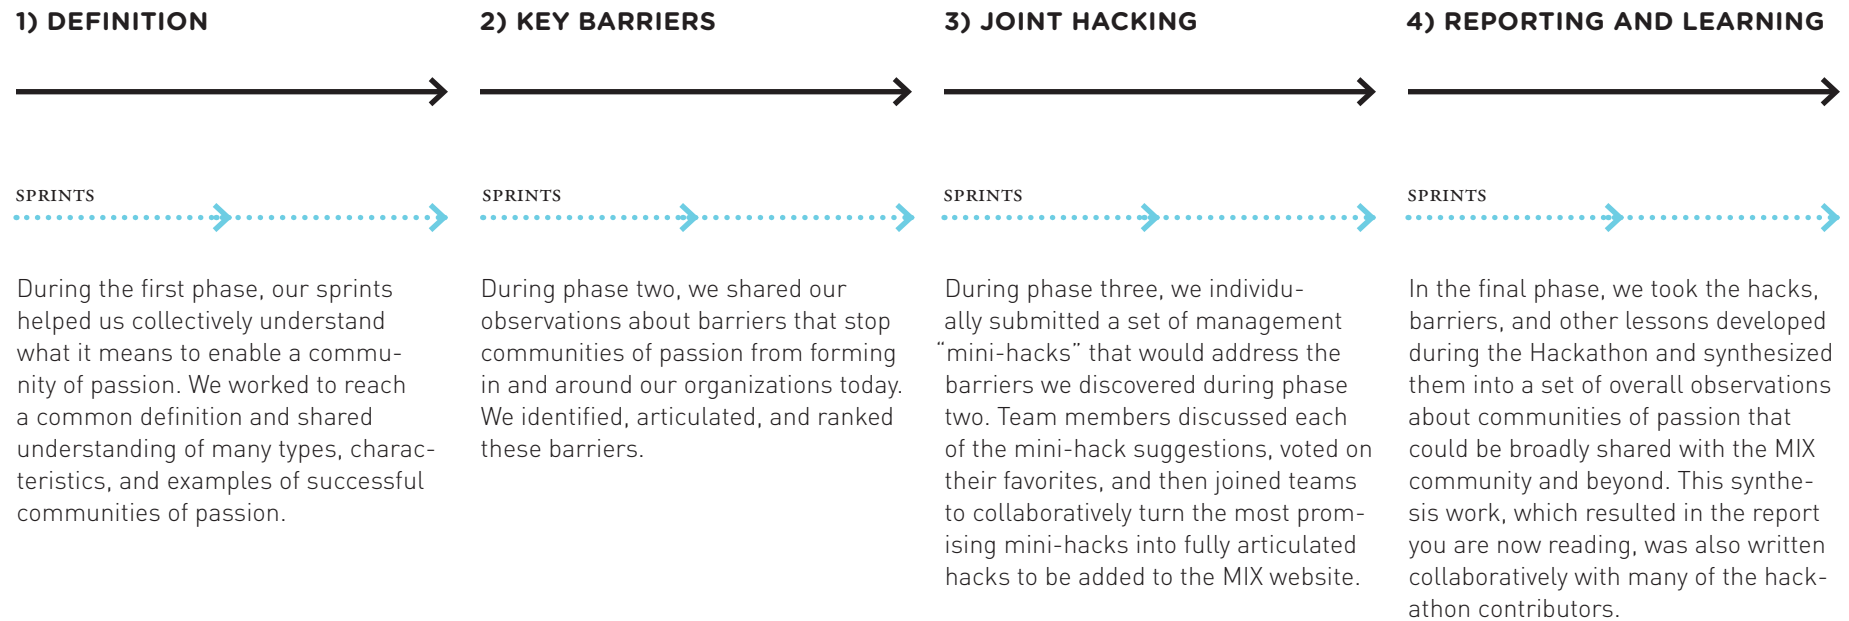 1) DEFINITION
SPRINTS
During the first phase, our sprints
helped us collectively understand
what it means to enable a commu-
nity of passion. We worked to reach
a common definition and shared
understanding of many types, charac-
teristics, and examples of successful
communities of passion.
2) KEY BARRIERS
SPRINTS
During phase two, we shared our
observations about barriers that stop
communities of passion from forming
in and around our organizations today.
We identified, articulated, and ranked
these barriers.
3) JOINT HACKING
SPRINTS
During phase three, we individu-
ally submitted a set of management
“mini-hacks” that would address the
barriers we discovered during phase
two. Team members discussed each
of the mini-hack suggestions, voted on
their favorites, and then joined teams
to collaboratively turn the most prom-
ising mini-hacks into fully articulated
hacks to be added to the MIX website.
4) REPORTING AND LEARNING
SPRINTS
In the final phase, we took the hacks,
barriers, and other lessons developed
during the Hackathon and synthesized
them into a set of overall observations
about communities of passion that
could be broadly shared with the MIX
community and beyond. This synthe-
sis work, which resulted in the report
you are now reading, was also written
collaboratively with many of the hack-
athon contributors.